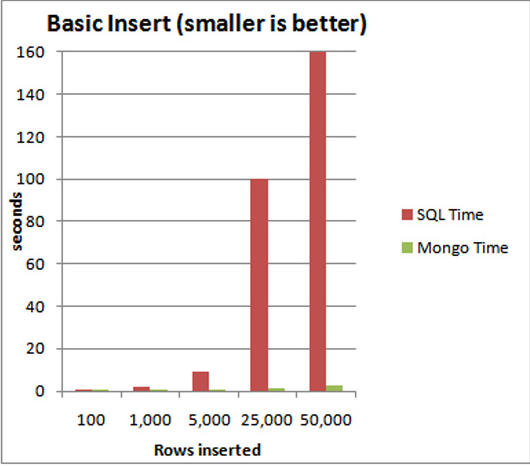 Basic Insert (smaller is better)
160
140
120
100
80
60
40
20
0
seconds
100 1,000 5,000 25,000 50,000
Rows inserted
SQL Time
Mongo Time